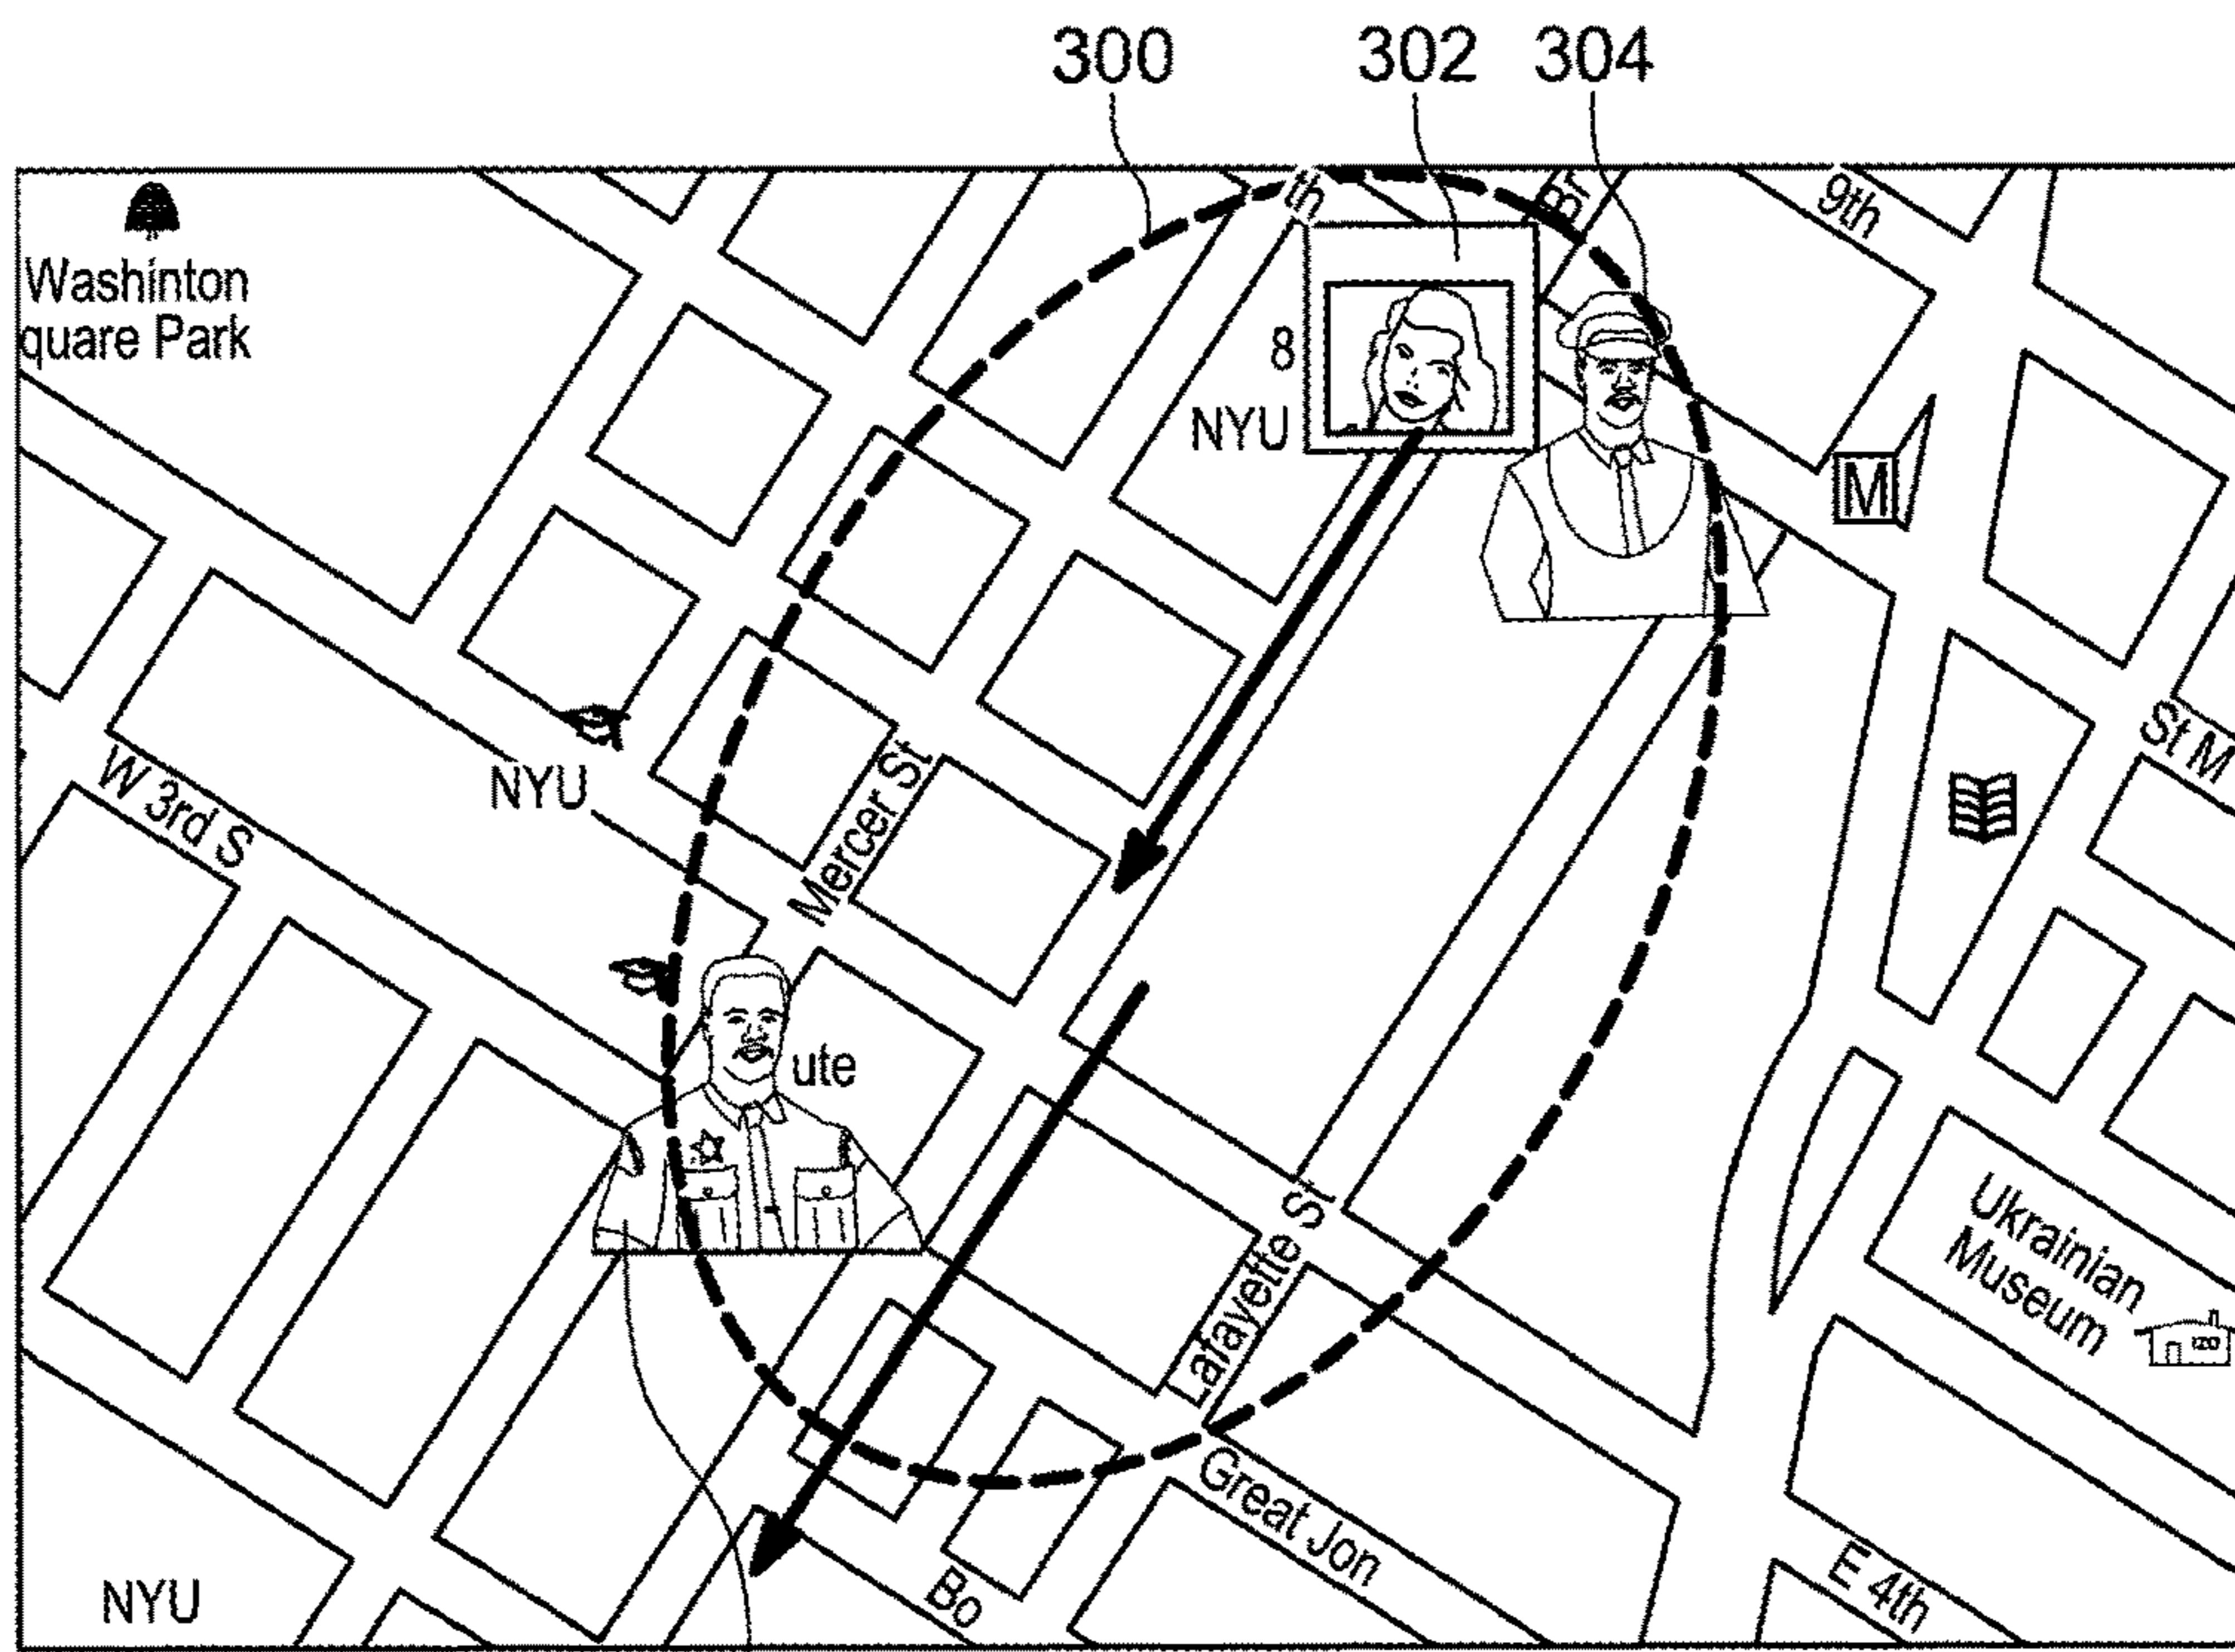 300 302 304
th
Br
9th
Washinton
quare Park
8
NYU
M
St M
NYU
W 3rd S
Mercer St
ute
Lafayette St
Ukrainian
Museum
Great Jon
Bo
E 4th
NYU